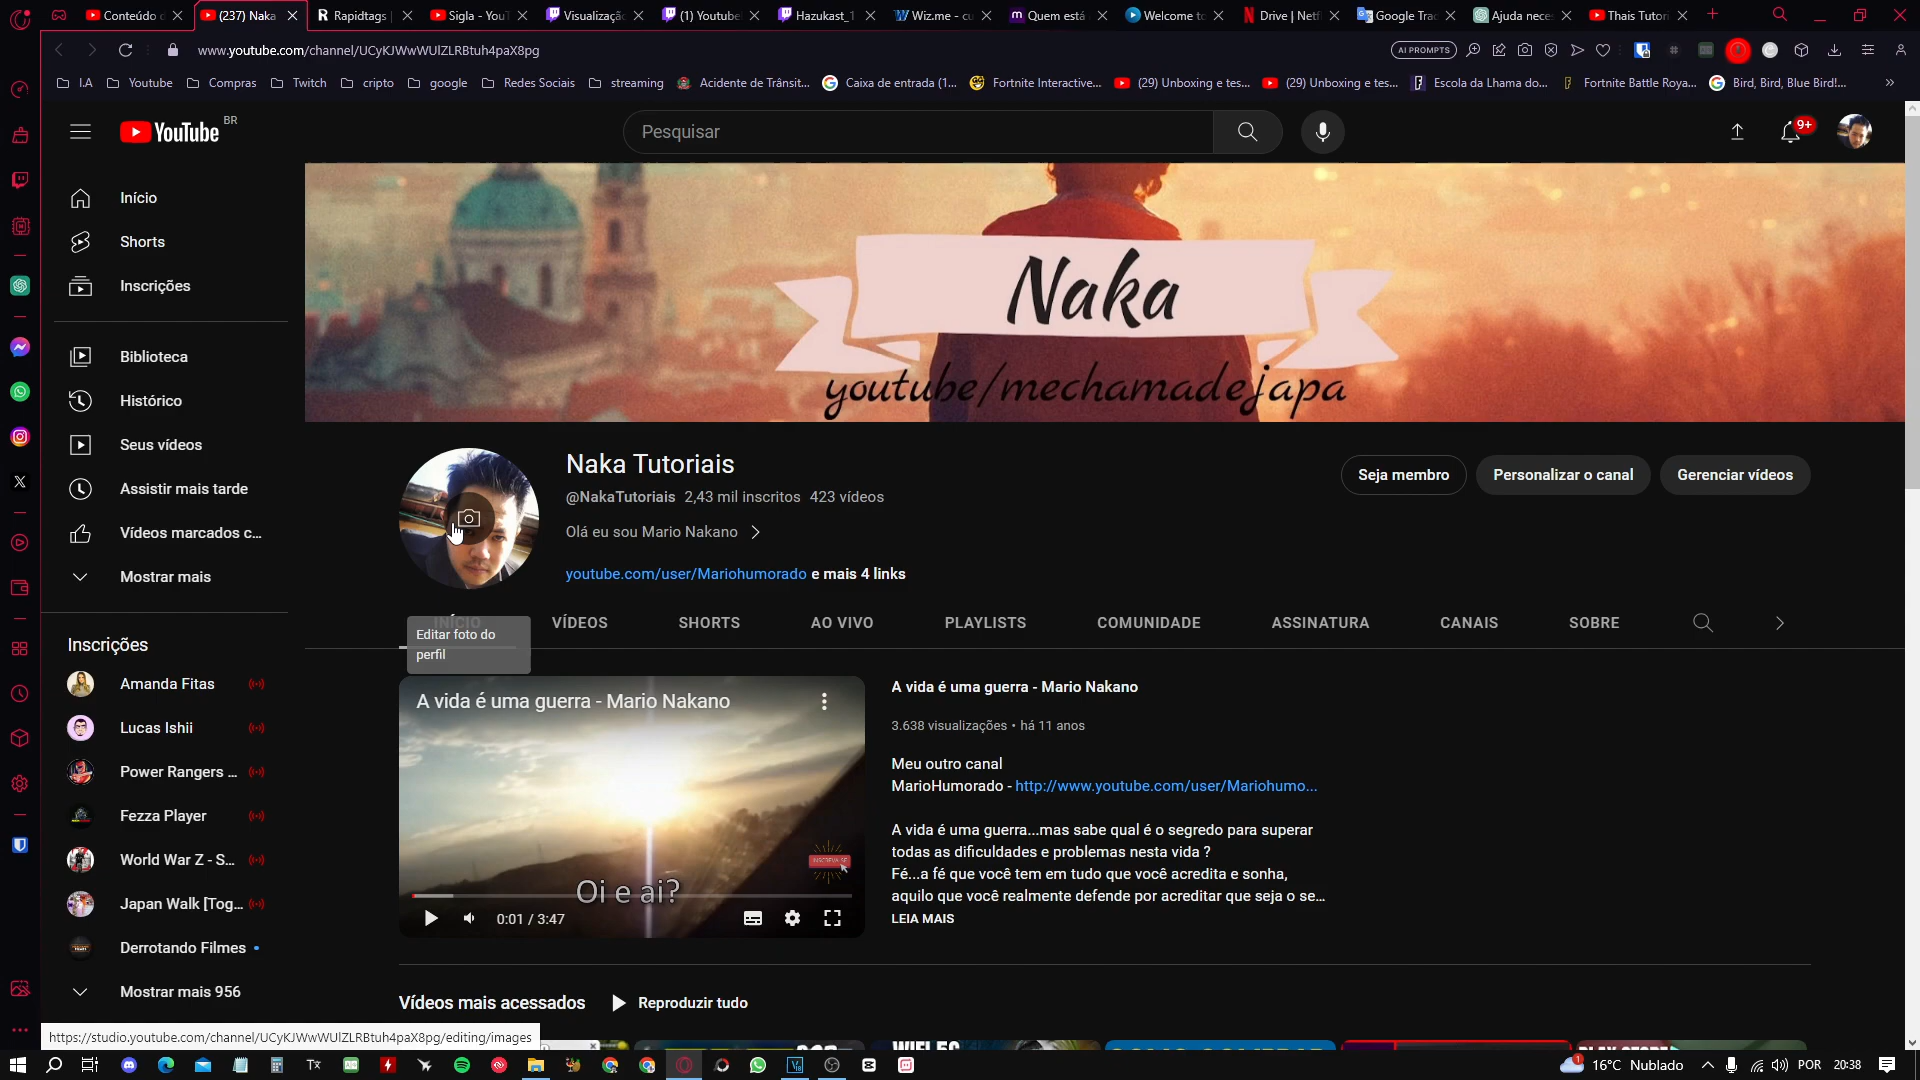 Conteúdo
(237) Naka
Rapidtags
Sigla - You
Visualizaçã
(1) Youtube
Hazukast_1
Wiz.me - cu
Quem está
Welcome to
Drive | Netf
Google Tra
Ajuda nece
Thais Tutori
www.youtube.com/channel/UCyKJWwWUlZLRBtuh4paX8pg
AI PROMPTS
I.A
Youtube
Compras
Twitch
cripto
google
Redes Sociais
streaming
Acidente de Trânsit...
Caixa de entrada (1...
Fortnite Interactive...
(29) Unboxing e tes...
(29) Unboxing e tes...
Escola da Lhama do...
Fortnite Battle Roya...
Bird, Bird, Blue Bird!...
YouTube BR
Pesquisar
9+
Início
Shorts
Inscrições
Biblioteca
Histórico
Seus vídeos
Assistir mais tarde
Vídeos marcados c...
Mostrar mais
Inscrições
Amanda Fitas
Lucas Ishii
Power Rangers ...
Fezza Player
World War Z - S...
Japan Walk [Tog...
Derrotando Filmes
Mostrar mais 956
Naka
youtube/mechamadejapa
Naka Tutoriais
@NakaTutoriais 2,43 mil inscritos 423 vídeos
Olá eu sou Mario Nakano
youtube.com/user/Mariohumorado e mais 4 links
Seja membro
Personalizar o canal
Gerenciar vídeos
INÍCIO
VÍDEOS
SHORTS
AO VIVO
PLAYLISTS
COMUNIDADE
ASSINATURA
CANAIS
SOBRE
Editar foto do
perfil
A vida é uma guerra - Mario Nakano
INSCREVA-SE
Oi e ai?
0:01 / 3:47
A vida é uma guerra - Mario Nakano
3.638 visualizações • há 11 anos
Meu outro canal
MarioHumorado - http://www.youtube.com/user/Mariohumo...
A vida é uma guerra...mas sabe qual é o segredo para superar
todas as dificuldades e problemas nesta vida ?
Fé...a fé que você tem em tudo que você acredita e sonha,
aquilo que você realmente defende por acreditar que seja o se...
LEIA MAIS
Vídeos mais acessados
Reproduzir tudo
https://studio.youtube.com/channel/UCyKJWwWUlZLRBtuh4paX8pg/editing/images
1
16°C Nublado
POR
20:38